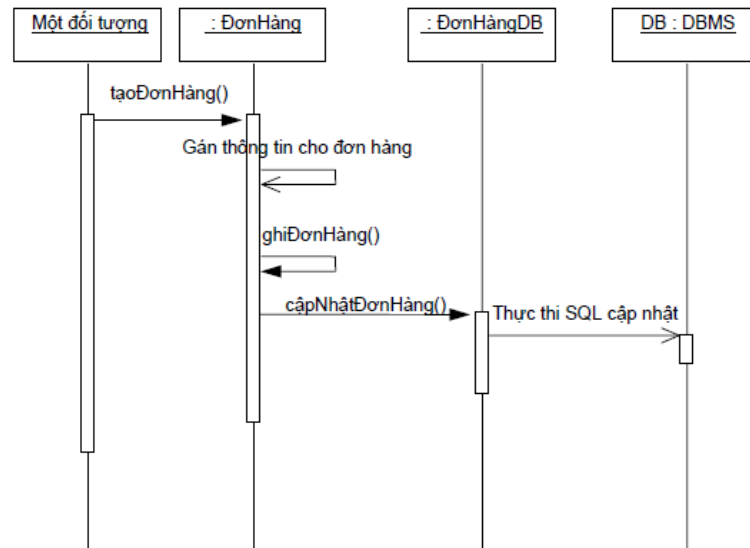 Một đối tượng
: ĐơnHàng
: ĐơnHàngDB
DB : DBMS
tạoĐơnHàng()
Gán thông tin cho đơn hàng
ghiĐơnHàng()
cậpNhậtĐơnHàng()
Thực thi SQL cập nhật